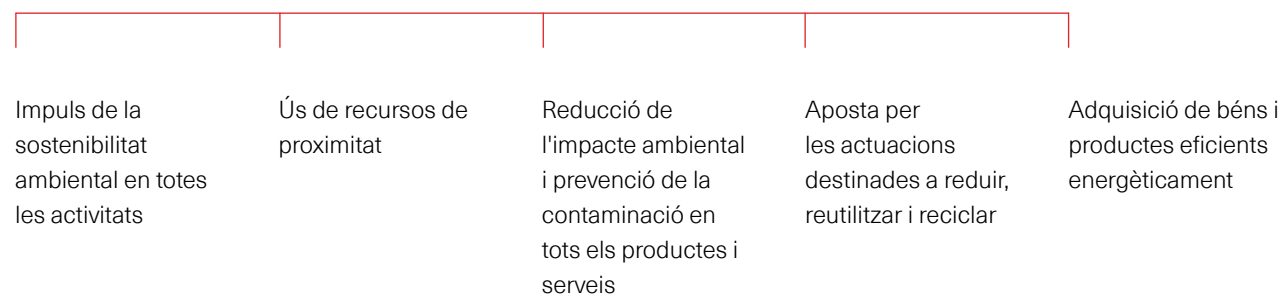 Impuls de la
sostenibilitat
ambiental en totes
les activitats
Ús de recursos de
proximitat
Reducció de
l'impacte ambiental
i prevenció de la
contaminació en
tots els productes i
serveis
Aposta per
les actuacions
destinades a reduir,
reutilitzar i reciclar
Adquisició de béns i
productes eficients
energèticament